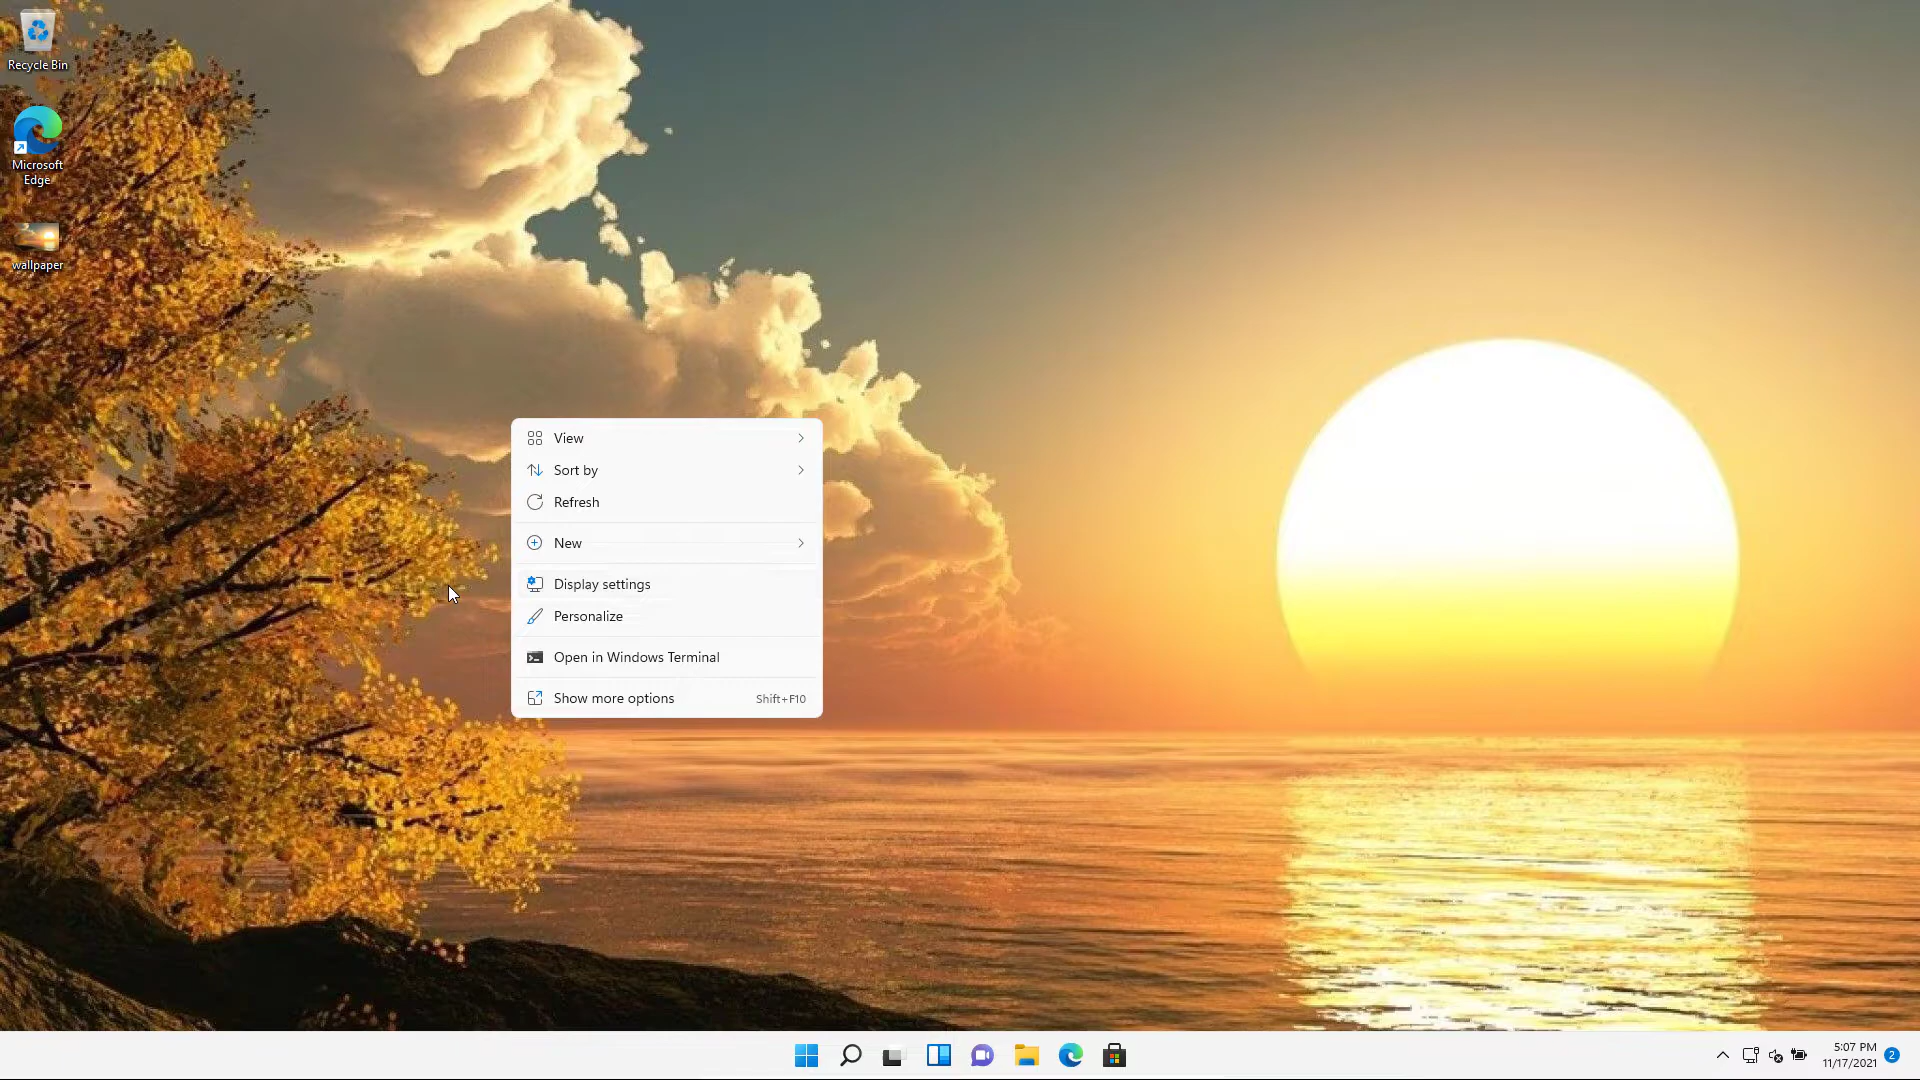 Recycle Bin
Microsoft
Edge
wallpaper
View
Sort by
Refresh
New
Display settings
Personalize
Open in Windows Terminal
Show more options Shift+F10
5:07 PM
11/17/2021
2